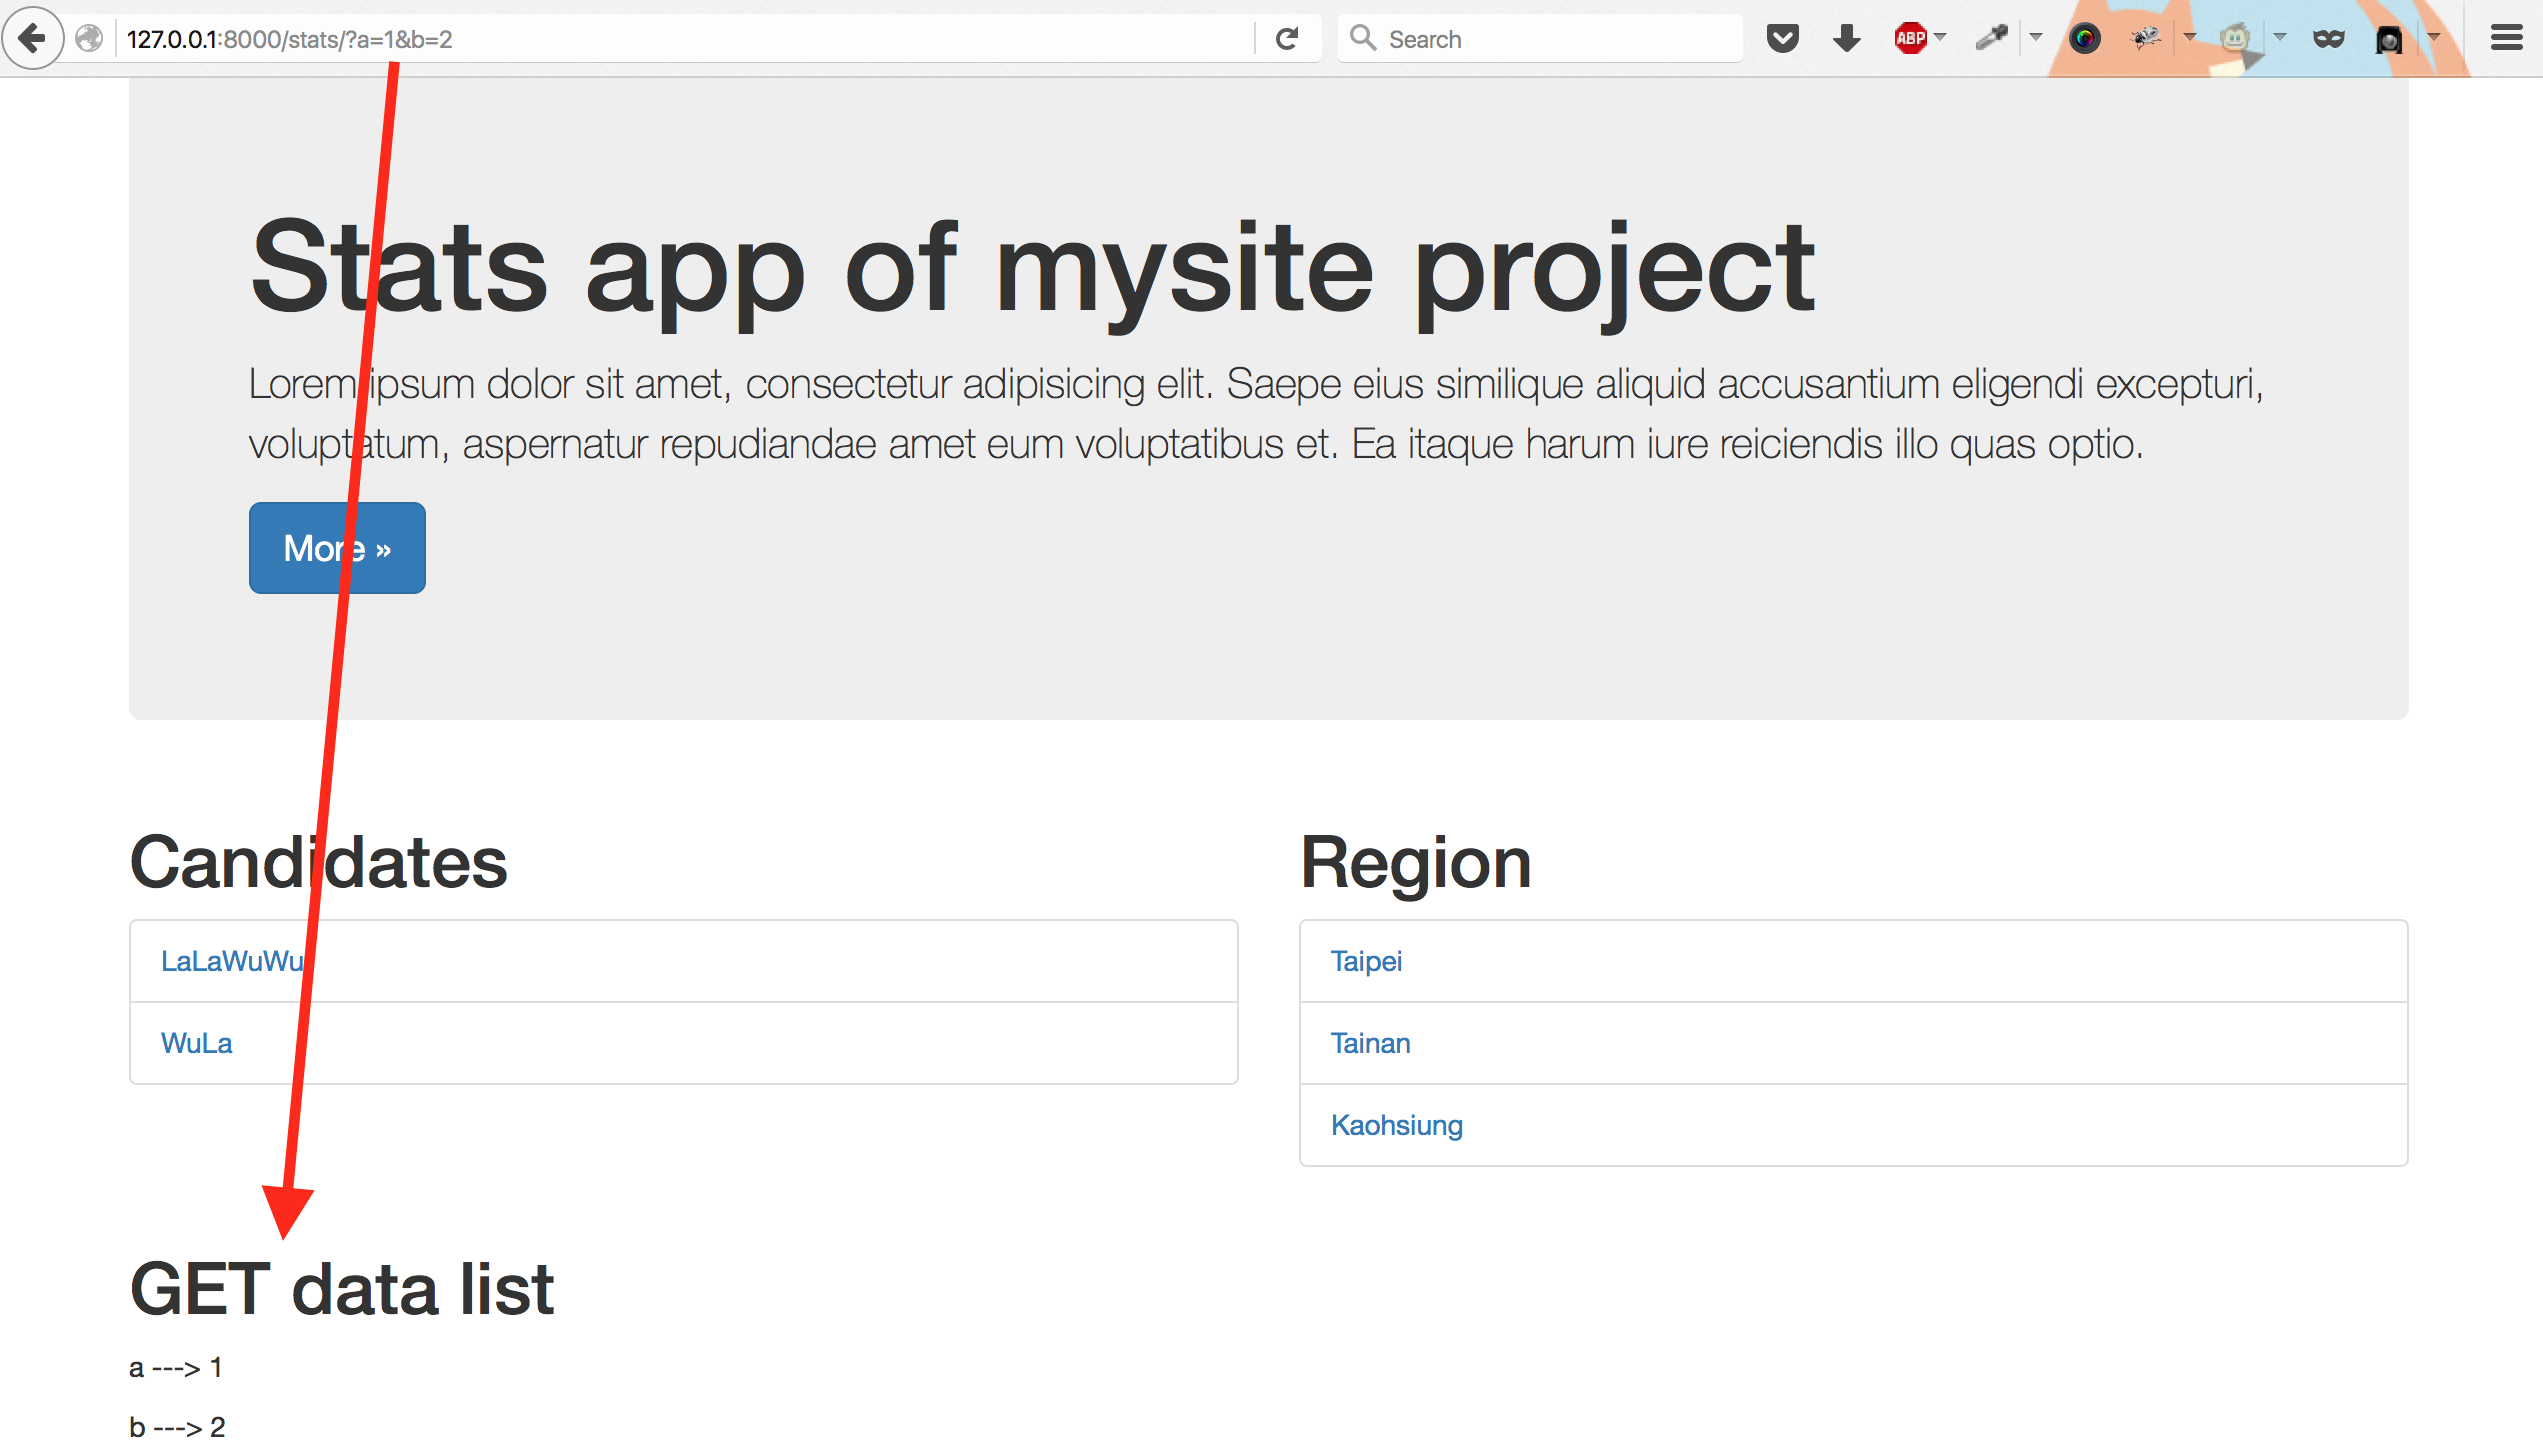 127.0.0.1:8000/stats/?a=1&b=2
Search
ABP
Stats app of mysite project
Lorem ipsum dolor sit amet, consectetur adipisicing elit. Saepe eius similique aliquid accusantium eligendi excepturi,
voluptatum, aspernatur repudiandae amet eum voluptatibus et. Ea itaque harum iure reiciendis illo quas optio.
More »
Candidates
LaLaWuWu
WuLa
Region
Taipei
Tainan
Kaohsiung
GET data list
a ---> 1
b ---> 2